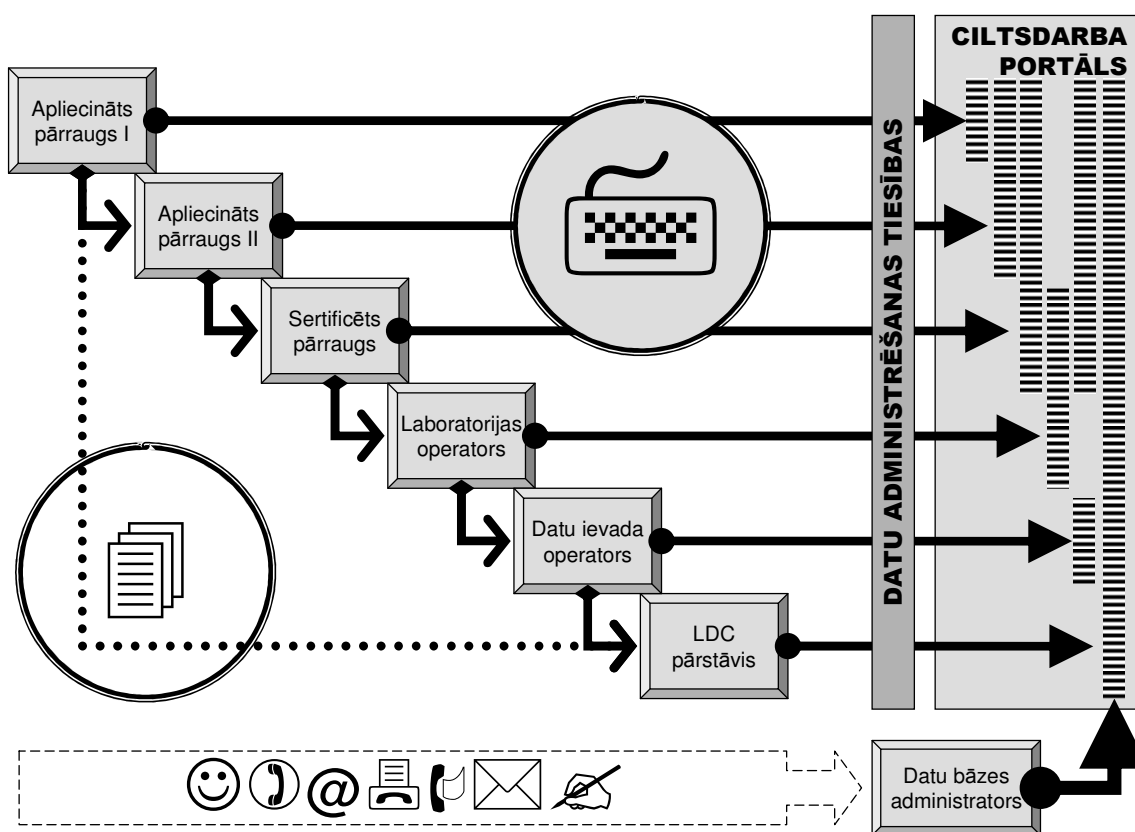 CILTSDARBA
PORTĀLS
Apliecināts
pārraugs I
Apliecināts
pārraugs II
Sertificēts
pārraugs
Laboratorijas
operators
Datu ievada
operators
LDC
pārstāvis
DATU ADMINISTRĒŠANAS TIESĪBAS
@
Datu bāzes
administrators